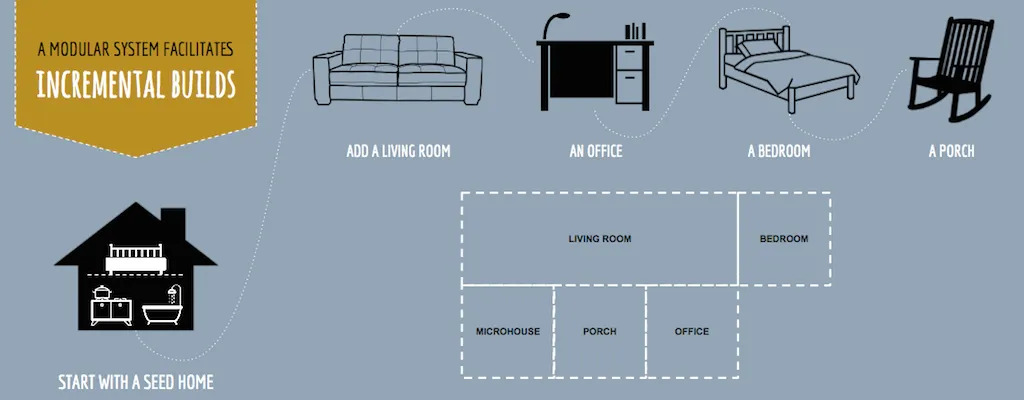 A MODULAR SYSTEM FACILITATES
INCREMENTAL BUILDS
ADD A LIVING ROOM
AN OFFICE
A BEDROOM
A PORCH
LIVING ROOM
BEDROOM
MICROHOUSE
PORCH
OFFICE
START WITH A SEED HOME